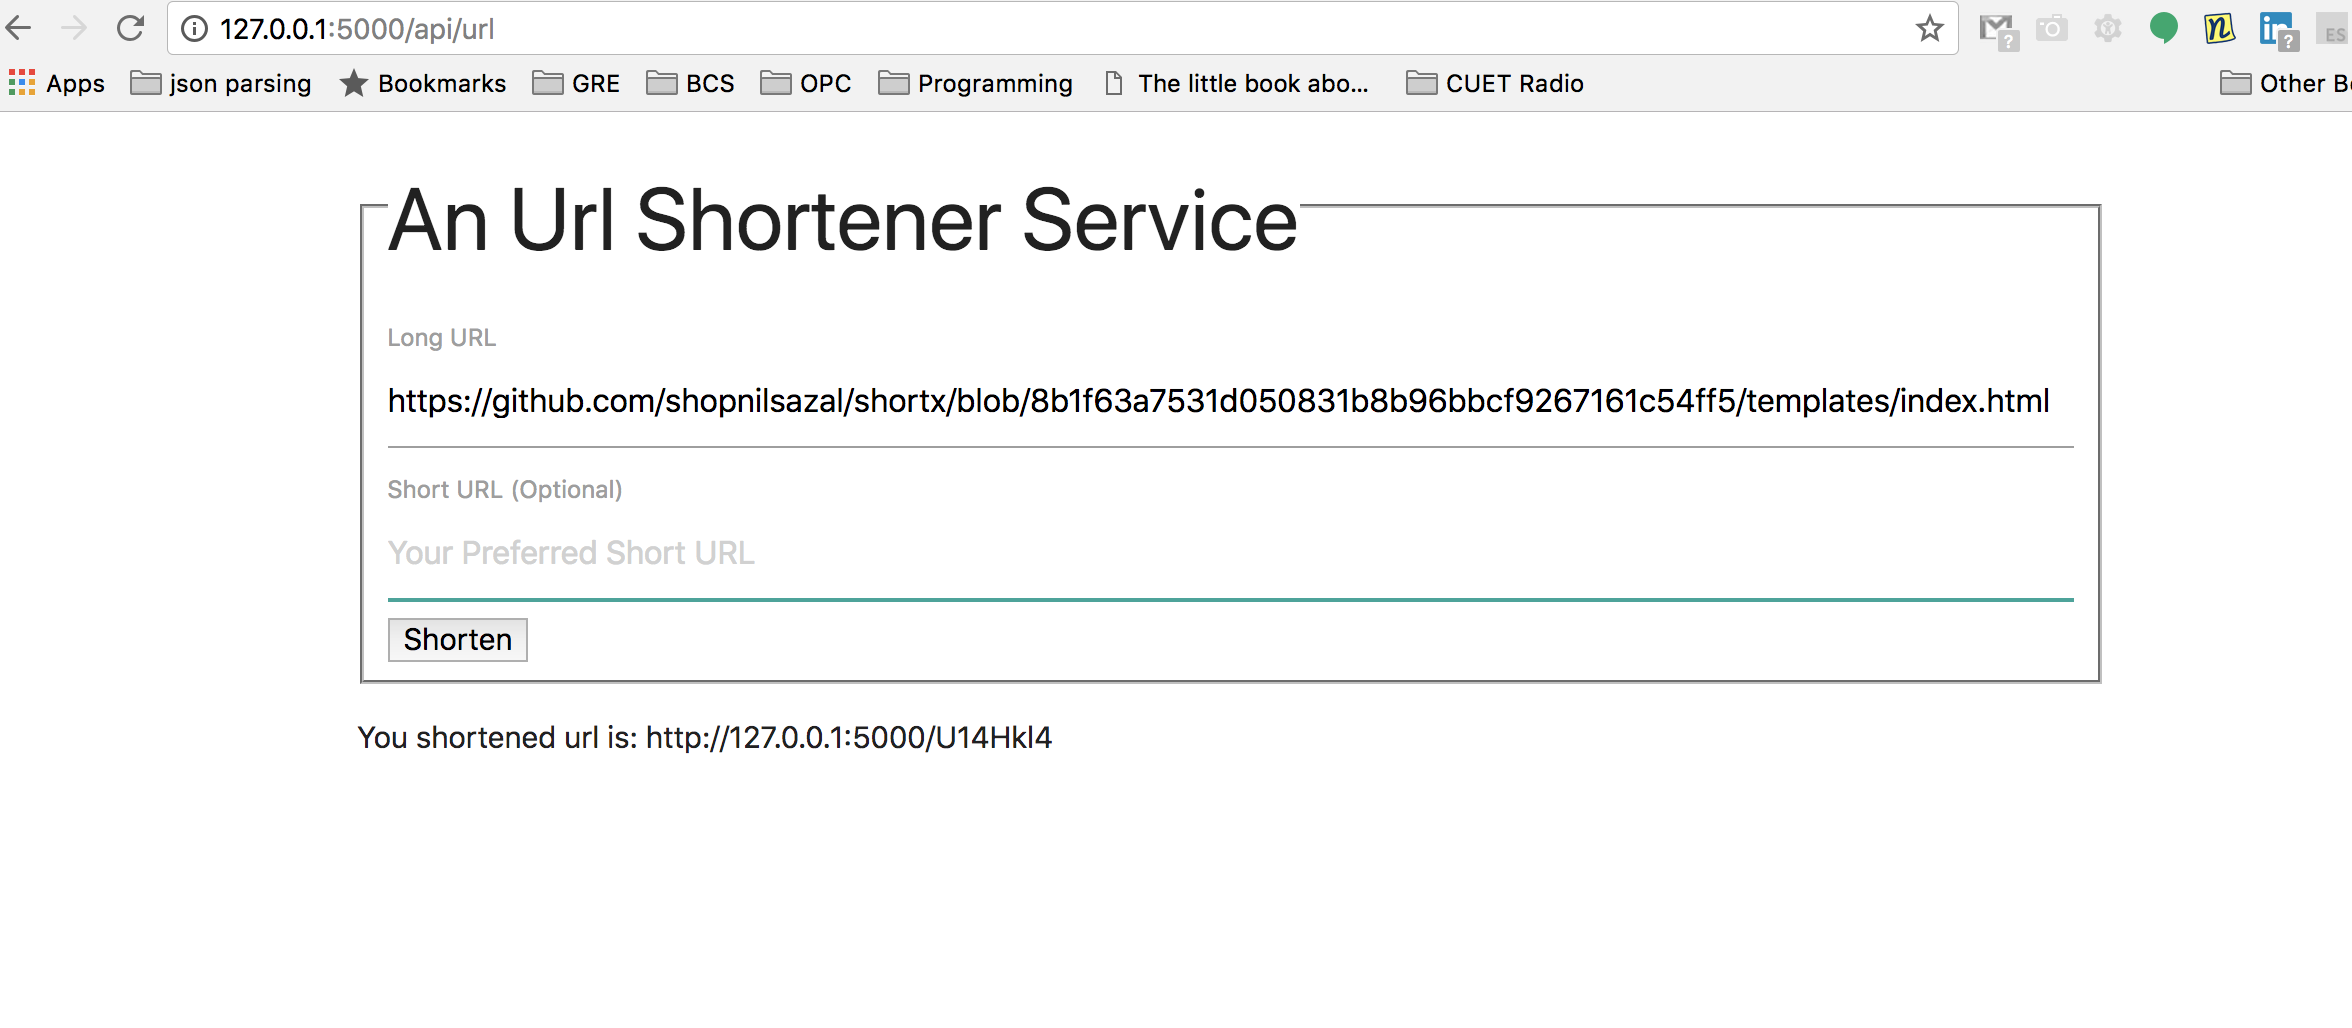 127.0.0.1:5000/api/url
Apps json parsing Bookmarks GRE BCS OPC Programming The little book abo... CUET Radio Other B
An Url Shortener Service
Long URL
https://github.com/shopnilsazal/shortx/blob/8b1f63a7531d050831b8b96bbcf9267161c54ff5/templates/index.html
Short URL (Optional)
Your Preferred Short URL
Shorten
You shortened url is: http://127.0.0.1:5000/U14Hkl4